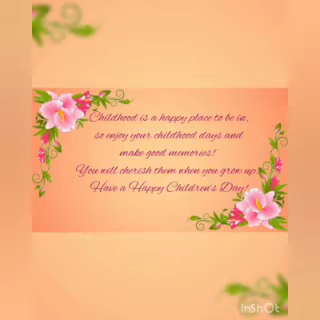 Childhood is a happy place to be in,
so enjoy your childhood days and
make good memories!
You will cherish them when you grow up.
Have a Happy Children's Day!
InShOt